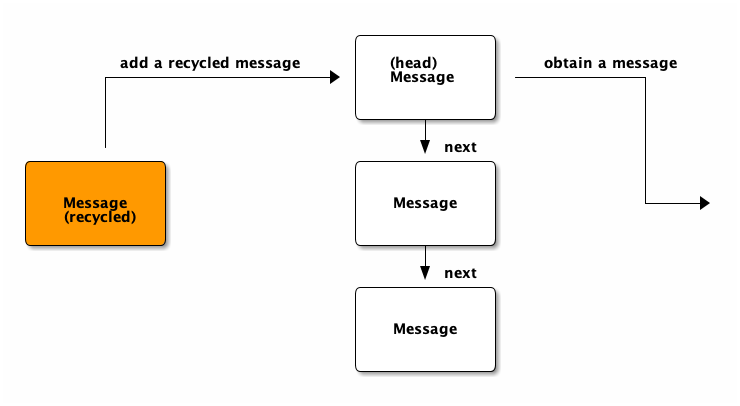 add a recycled message
(head)
Message
obtain a message
next
Message
(recycled)
Message
next
Message